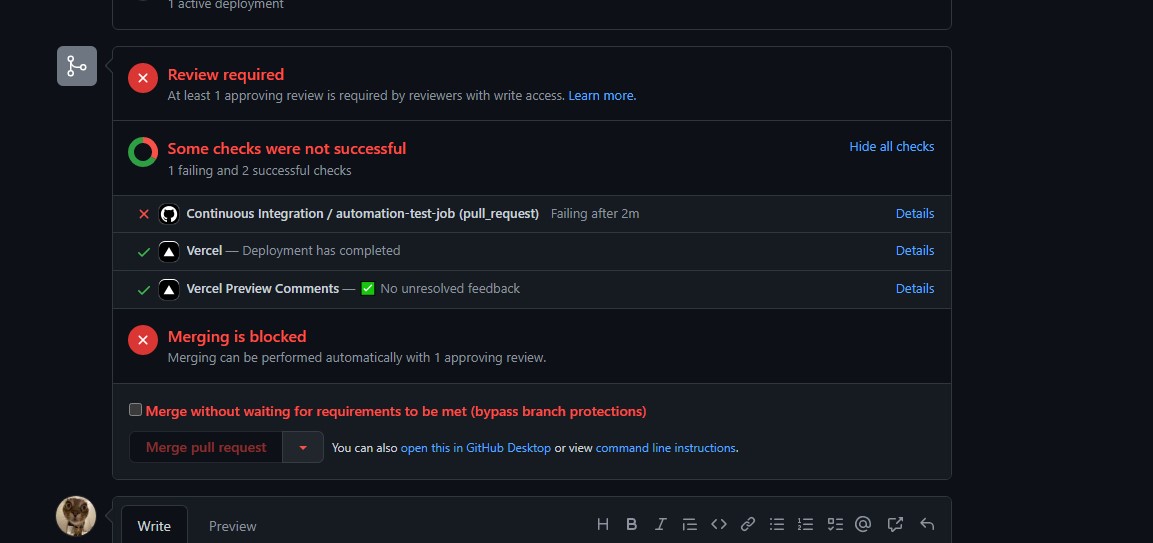 1 active deployment
Review required
At least 1 approving review is required by reviewers with write access. Learn more.
Some checks were not successful
Hide all checks
1 failing and 2 successful checks
Continuous Integration / automation-test-job (pull_request) Failing after 2m Details
Vercel — Deployment has completed Details
Vercel Preview Comments — ✅ No unresolved feedback Details
Merging is blocked
Merging can be performed automatically with 1 approving review.
Merge without waiting for requirements to be met (bypass branch protections)
Merge pull request You can also open this in GitHub Desktop or view command line instructions.
Write Preview